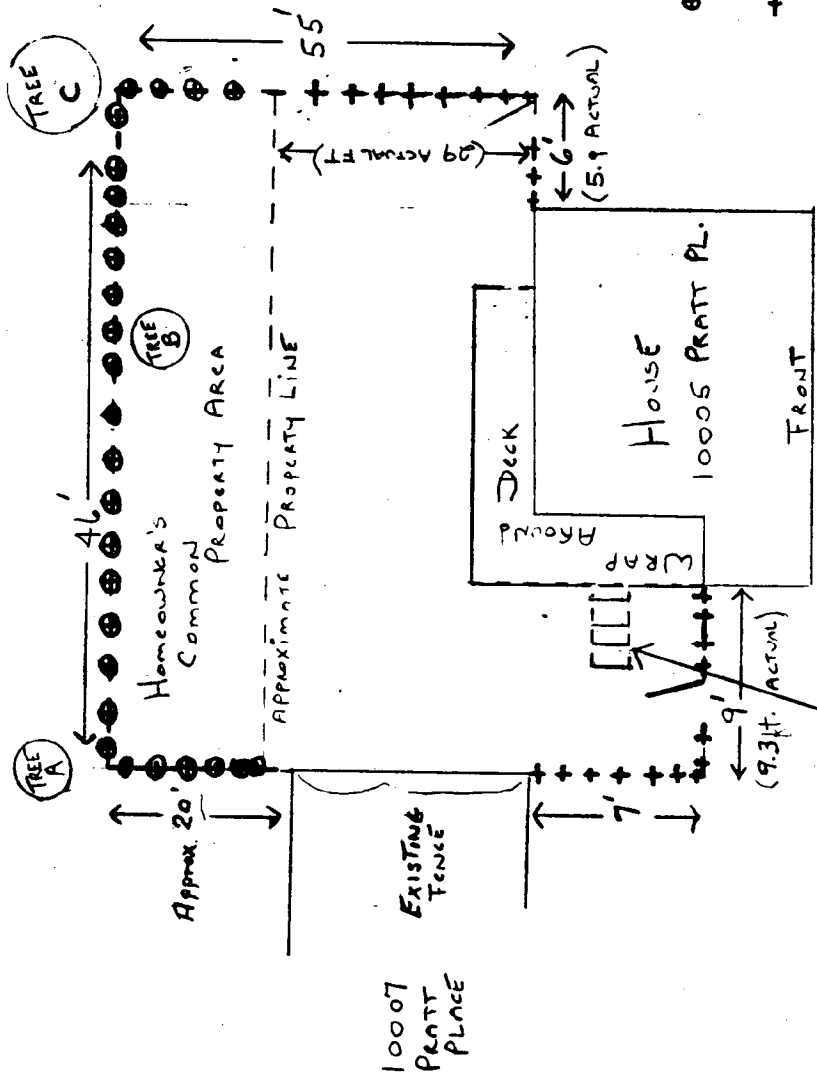 TREE
C
TREE
A
46'
55'
TREE
B
Homeowner's
Common
Property Area
Approx. 20'
Approximate Property Line
(29 Actual Ft)
6'
(5.9 Actual)
Existing
Fence
10007
Pratt
Place
Deck
Around
Wrap
House
10005 Pratt Pl.
Front
7'
9'
(9.3 ft. Actual)